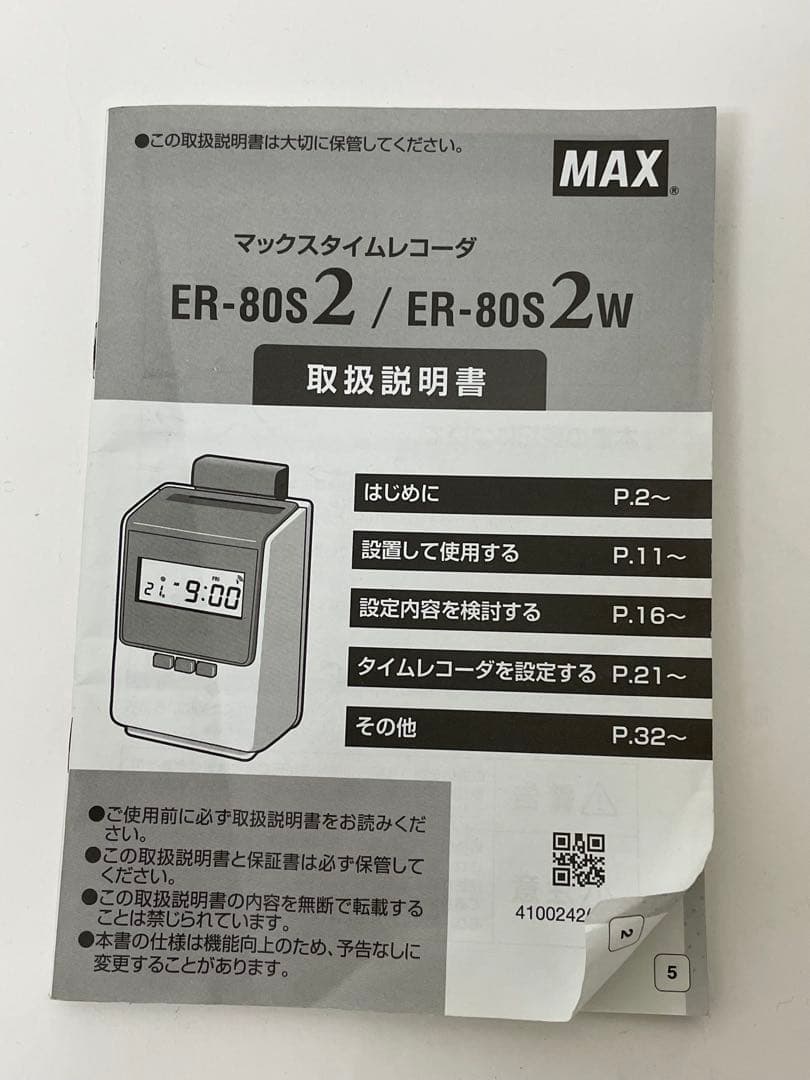 ●この取扱説明書は大切に保管してください。
MAX®
マックスタイムレコーダ
ER-80S2 / ER-80S2W
取扱説明書
はじめに P.2〜
設置して使用する P.11〜
設定内容を検討する P.16〜
タイムレコーダを設定する P.21〜
その他 P.32〜
FRI
21. 9:00
●ご使用前に必ず取扱説明書をお読みくだ
さい。
●この取扱説明書と保証書は必ず保管して
ください。
●この取扱説明書の内容を無断で転載する
ことは禁じられています。
●本書の仕様は機能向上のため、予告なしに
変更することがあります。
4100242
2
5